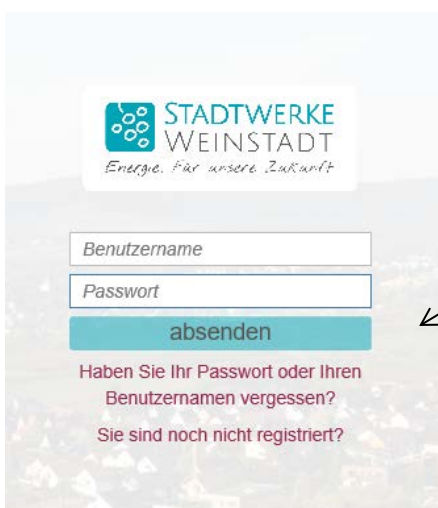 STADTWERKE
WEINSTADT
Energie. Für unsere Zukunft
Benutzername
Passwort
absenden
Haben Sie Ihr Passwort oder Ihren
Benutzernamen vergessen?
Sie sind noch nicht registriert?